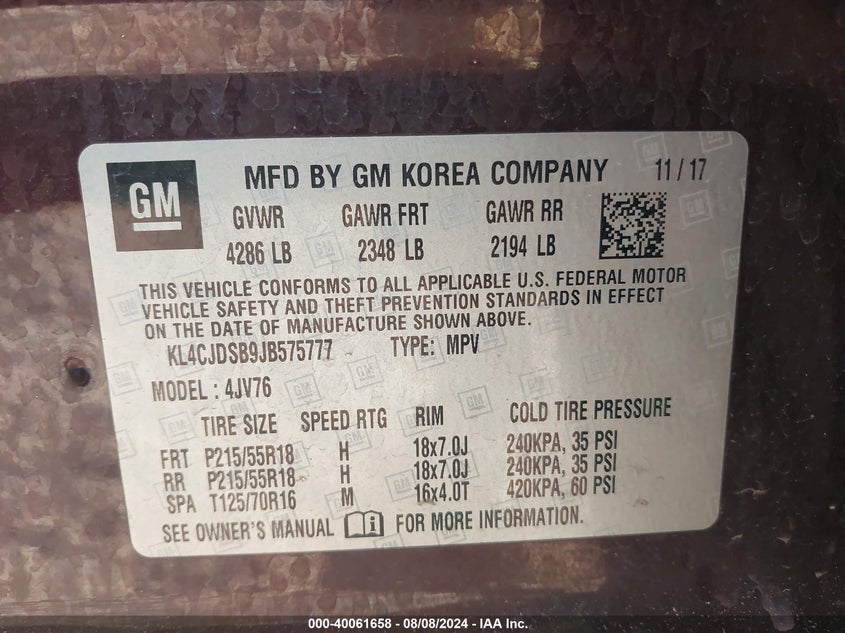 GM
MFD BY GM KOREA COMPANY 11 / 17
GVWR GAWR FRT GAWR RR
4286 LB 2348 LB 2194 LB
THIS VEHICLE CONFORMS TO ALL APPLICABLE U.S. FEDERAL MOTOR
VEHICLE SAFETY AND THEFT PREVENTION STANDARDS IN EFFECT
ON THE DATE OF MANUFACTURE SHOWN ABOVE.
KL4CJDSB9JB575777 TYPE: MPV
MODEL : 4JV76
TIRE SIZE SPEED RTG RIM COLD TIRE PRESSURE
FRT P215/55R18 H 18x7.0J 240KPA, 35 PSI
RR P215/55R18 H 18x7.0J 240KPA, 35 PSI
SPA T125/70R16 M 16x4.0T 420KPA, 60 PSI
SEE OWNER'S MANUAL FOR MORE INFORMATION.
000-40061658 - 08/08/2024 - IAA Inc.